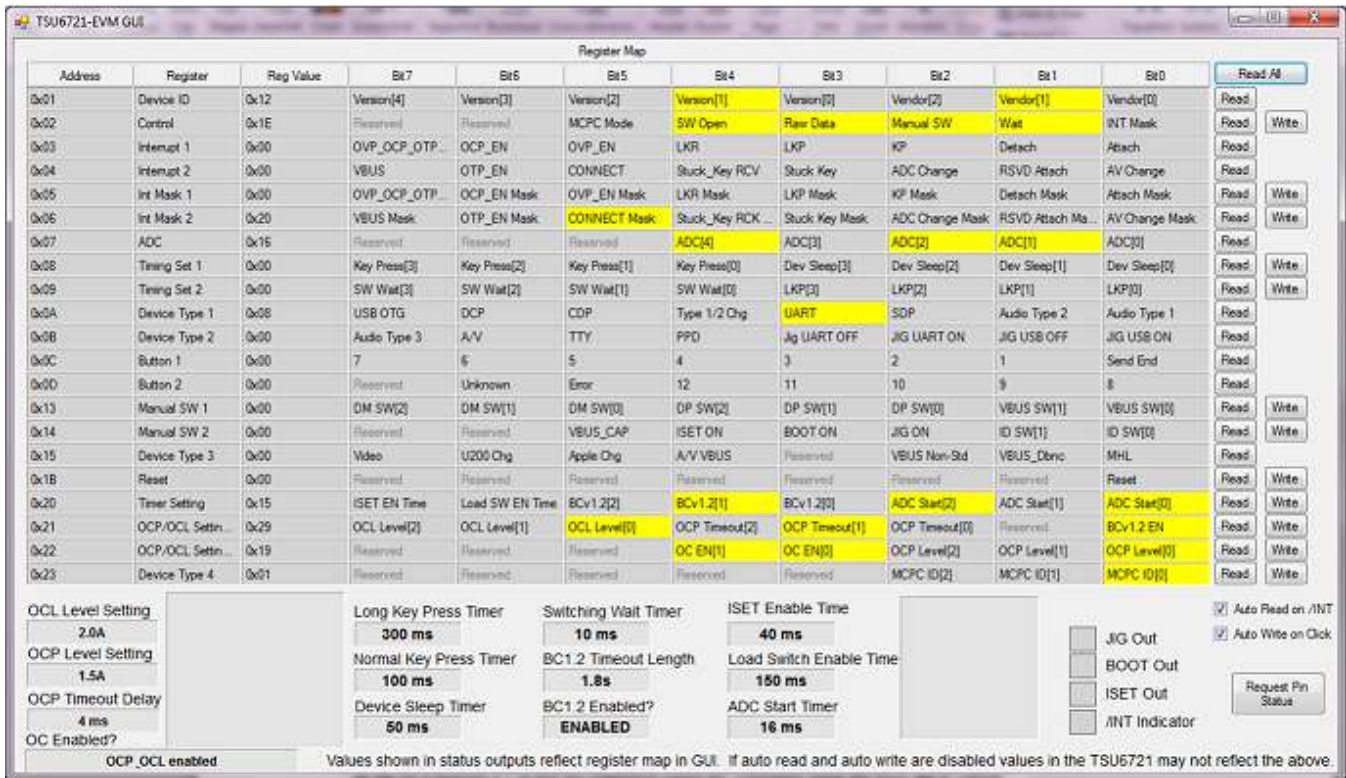 TSU6721-EVM GUI
Register Map
Address Register Reg Value Bit7 Bit6 Bit5 Bit4 Bit3 Bit2 Bit1 Bit0 Read All
0x01 Device ID 0x12 Version[4] Version[3] Version[2] Version[1] Version[0] Vendor[2] Vendor[1] Vendor[0] Read
0x02 Control 0x1E Reserved Reserved MCPC Mode SW Open Raw Data Manual SW Wait INT Mask Read Write
0x03 Interrupt 1 0x00 OVP_OCP_OTP... OCP_EN OVP_EN LKR LKP KP Detach Attach Read
0x04 Interrupt 2 0x00 VBUS OTP_EN CONNECT Stuck_Key RCV Stuck Key ADC Change RSVD Attach AV Change Read
0x05 Int Mask 1 0x00 OVP_OCP_OTP... OCP_EN Mask OVP_EN Mask LKR Mask LKP Mask KP Mask Detach Mask Attach Mask Read Write
0x06 Int Mask 2 0x20 VBUS Mask OTP_EN Mask CONNECT Mask Stuck_Key RCK ... Stuck Key Mask ADC Change Mask RSVD Attach Ma... AV Change Mask Read Write
0x07 ADC 0x16 Reserved Reserved Reserved ADC[4] ADC[3] ADC[2] ADC[1] ADC[0] Read
0x08 Timing Set 1 0x00 Key Press[3] Key Press[2] Key Press[1] Key Press[0] Dev Sleep[3] Dev Sleep[2] Dev Sleep[1] Dev Sleep[0] Read Write
0x09 Timing Set 2 0x00 SW Wait[3] SW Wait[2] SW Wait[1] SW Wait[0] LKP[3] LKP[2] LKP[1] LKP[0] Read Write
0x0A Device Type 1 0x08 USB OTG DCP CDP Type 1/2 Chg UART SDP Audio Type 2 Audio Type 1 Read
0x0B Device Type 2 0x00 Audio Type 3 A/V TTY PPD Jig UART OFF JIG UART ON JIG USB OFF JIG USB ON Read
0x0C Button 1 0x00 7 6 5 4 3 2 1 Send End Read
0x0D Button 2 0x00 Reserved Unknown Error 12 11 10 9 8 Read
0x13 Manual SW 1 0x00 DM SW[2] DM SW[1] DM SW[0] DP SW[2] DP SW[1] DP SW[0] VBUS SW[1] VBUS SW[0] Read Write
0x14 Manual SW 2 0x00 Reserved Reserved VBUS_CAP ISET ON BOOT ON JIG ON ID SW[1] ID SW[0] Read Write
0x15 Device Type 3 0x00 Video U200 Chg Apple Chg A/V VBUS Reserved VBUS Non-Std VBUS_Dbnc MHL Read
0x1B Reset 0x00 Reserved Reserved Reserved Reserved Reserved Reserved Reserved Reset Read Write
0x20 Timer Setting 0x15 ISET EN Time Load SW EN Time BCv1.2[2] BCv1.2[1] BCv1.2[0] ADC Start[2] ADC Start[1] ADC Start[0] Read Write
0x21 OCP/OCL Settin... 0x29 OCL Level[2] OCL Level[1] OCL Level[0] OCP Timeout[2] OCP Timeout[1] OCP Timeout[0] Reserved BCv1.2 EN Read Write
0x22 OCP/OCL Settin... 0x19 Reserved Reserved Reserved OC EN[1] OC EN[0] OCP Level[2] OCP Level[1] OCP Level[0] Read Write
0x23 Device Type 4 0x01 Reserved Reserved Reserved Reserved Reserved MCPC ID[2] MCPC ID[1] MCPC ID[0] Read Write
OCL Level Setting
2.0A
OCP Level Setting
1.5A
OCP Timeout Delay
4 ms
OC Enabled?
OCP_OCL enabled
Long Key Press Timer
300 ms
Normal Key Press Timer
100 ms
Device Sleep Timer
50 ms
Switching Wait Timer
10 ms
BC1.2 Timeout Length
1.8s
BC1.2 Enabled?
ENABLED
ISET Enable Time
40 ms
Load Switch Enable Time
150 ms
ADC Start Timer
16 ms
JIG Out
BOOT Out
ISET Out
/INT Indicator
Auto Read on /INT
Auto Write on Click
Request Pin
Status
Values shown in status outputs reflect register map in GUI. If auto read and auto write are disabled values in the TSU6721 may not reflect the above.